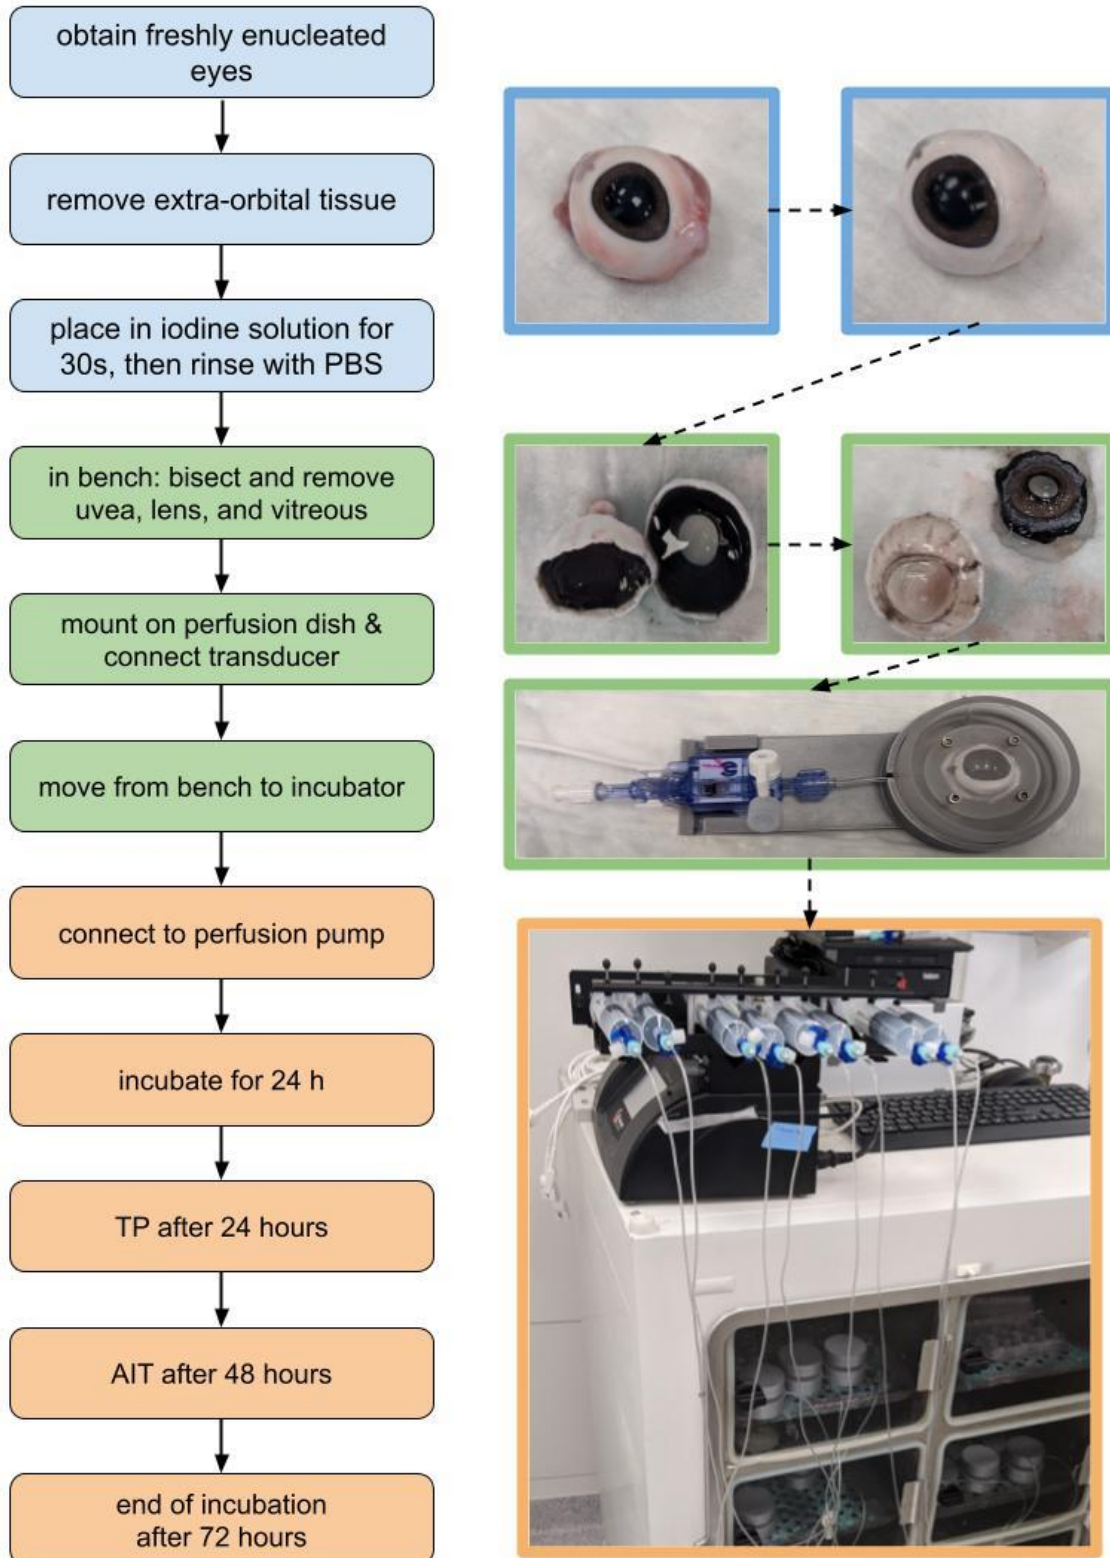 obtain freshly enucleated
eyes
remove extra-orbital tissue
place in iodine solution for
30s, then rinse with PBS
in bench: bisect and remove
uvea, lens, and vitreous
mount on perfusion dish &
connect transducer
move from bench to incubator
connect to perfusion pump
incubate for 24 h
TP after 24 hours
AIT after 48 hours
end of incubation
after 72 hours